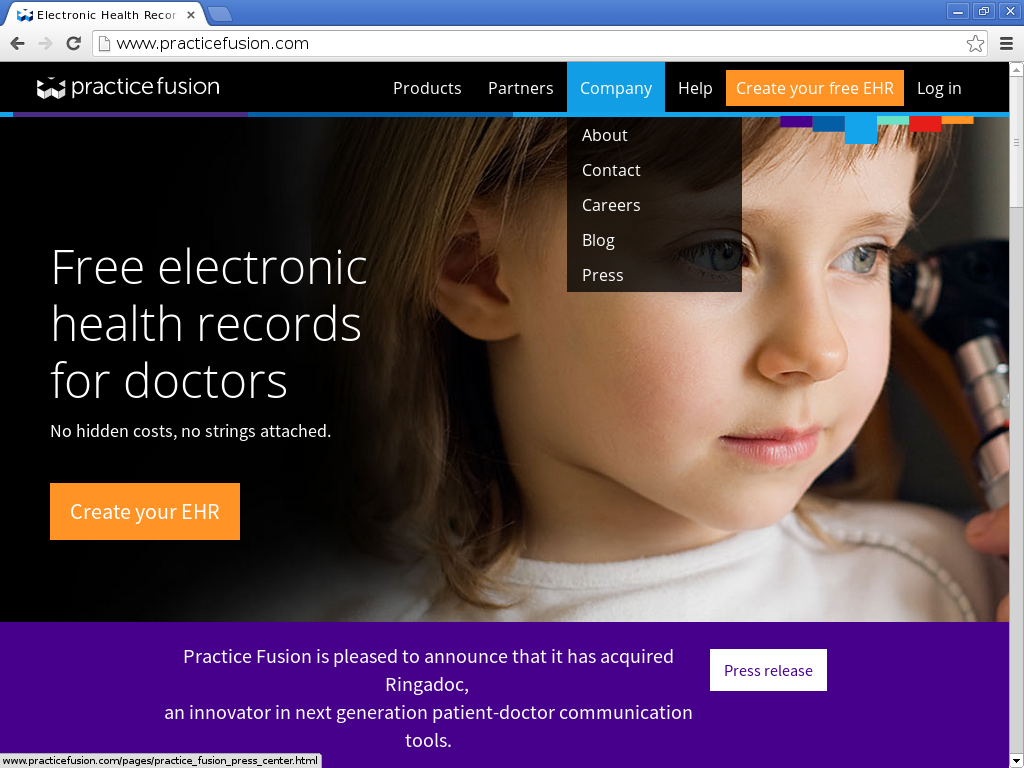 Electronic Health Recor
www.practicefusion.com
practice fusion
Products
Partners
Company
Help
Create your free EHR
Log in
About
Contact
Careers
Blog
Press
Free electronic
health records
for doctors
No hidden costs, no strings attached.
Create your EHR
Practice Fusion is pleased to announce that it has acquired
Ringadoc,
an innovator in next generation patient-doctor communication
tools.
Press release
www.practicefusion.com/pages/practice_fusion_press_center.html